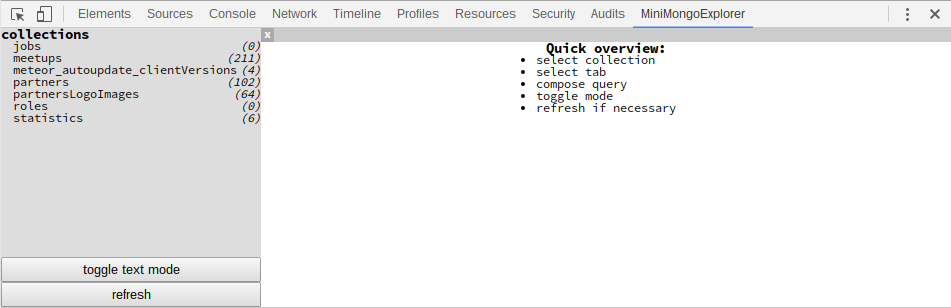 Elements Sources Console Network Timeline Profiles Resources Security Audits MiniMongoExplorer
collections
jobs (0)
meetups (211)
meteor_autoupdate_clientVersions (4)
partners (102)
partnersLogoImages (64)
roles (0)
statistics (6)
toggle text mode
refresh
x
Quick overview:
• select collection
• select tab
• compose query
• toggle mode
• refresh if necessary